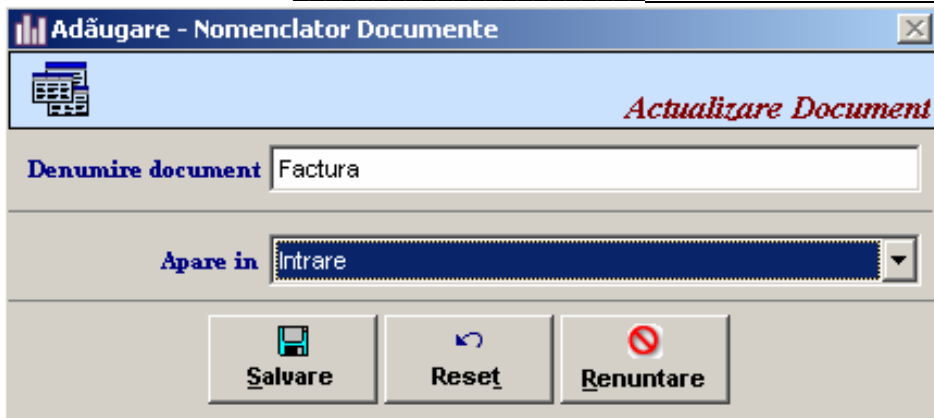 Adăugare - Nomenclator Documente
Actualizare Document
Denumire document Factura
Apare in Intrare
Salvare Reset Renuntare